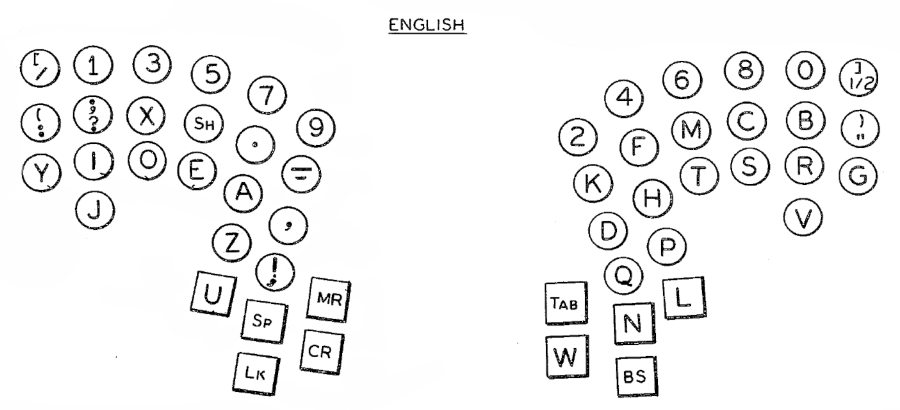 ENGLISH
[ / 1 3 5 7 9
( : ; ? X SH . =
Y I O E A ,
J Z !
U SP MR
LK CR
2 4 6 8 0 ] 1/2
K F M C B ) "
D H T S R G
Q P V
TAB N L
W BS